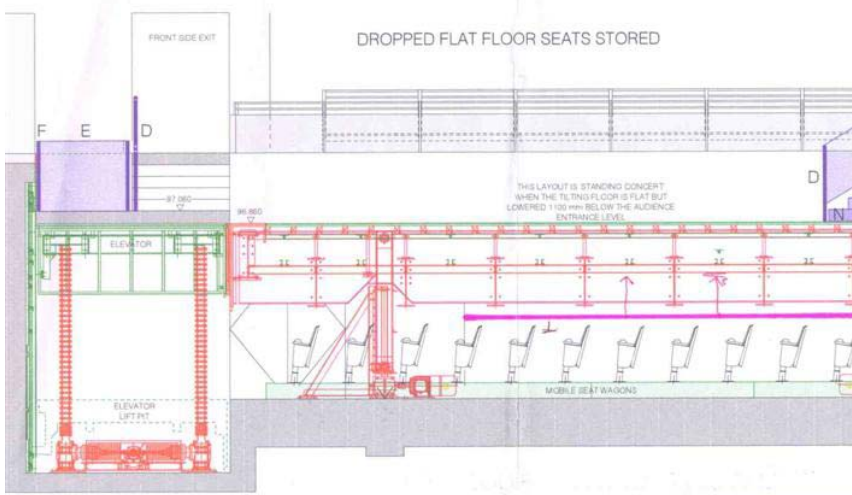 FRONT SIDE EXIT
DROPPED FLAT FLOOR SEATS STORED
F
E
D
D
N
THIS LAYOUT IS STANDING CONCERT
WHEN THE TILTING FLOOR IS FLAT BUT
LOWERED 1100 mm BELOW THE AUDIENCE
ENTRANCE LEVEL
97.060
96.860
ELEVATOR
MOBILE SEAT WAGONS
ELEVATOR
LIFT PIT